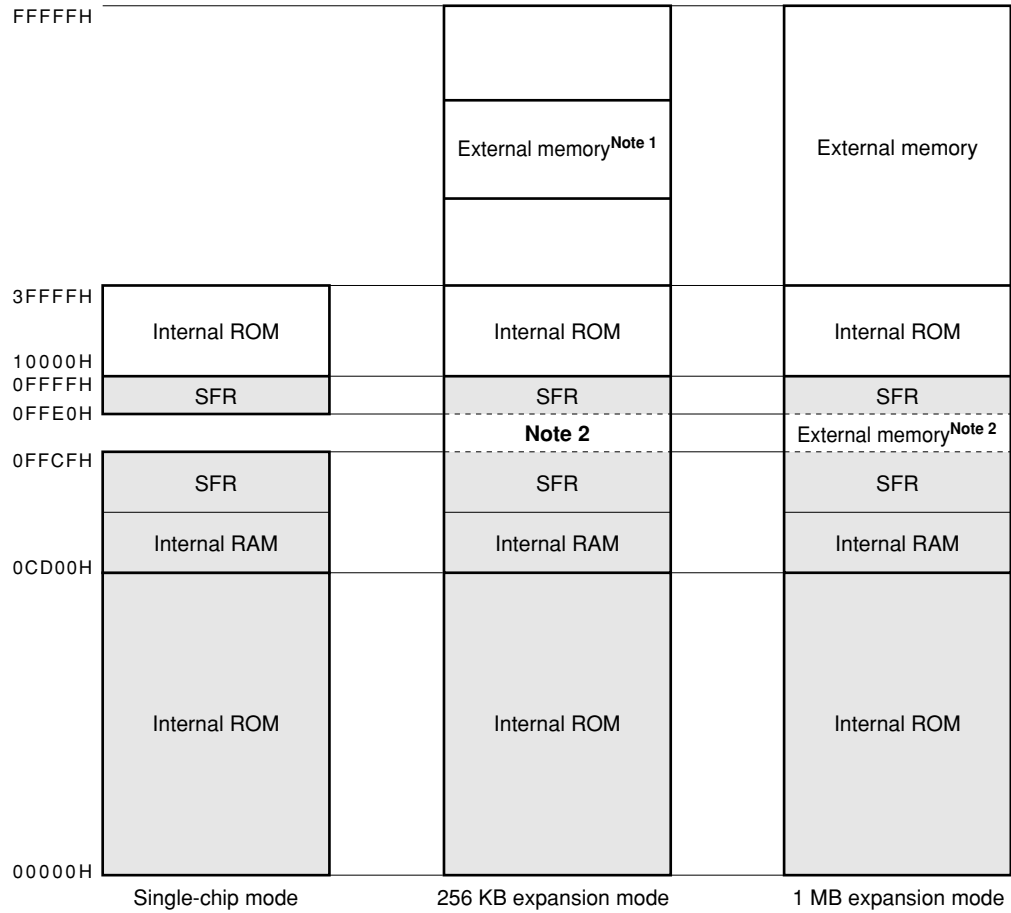 FFFFFH
External memory Note 1
External memory
3FFFFH
Internal ROM
Internal ROM
Internal ROM
10000H
0FFFFH
SFR
SFR
SFR
0FFE0H
Note 2
External memory Note 2
0FFCFH
SFR
SFR
SFR
Internal RAM
Internal RAM
Internal RAM
0CD00H
Internal ROM
Internal ROM
Internal ROM
00000H
Single-chip mode
256 KB expansion mode
1 MB expansion mode